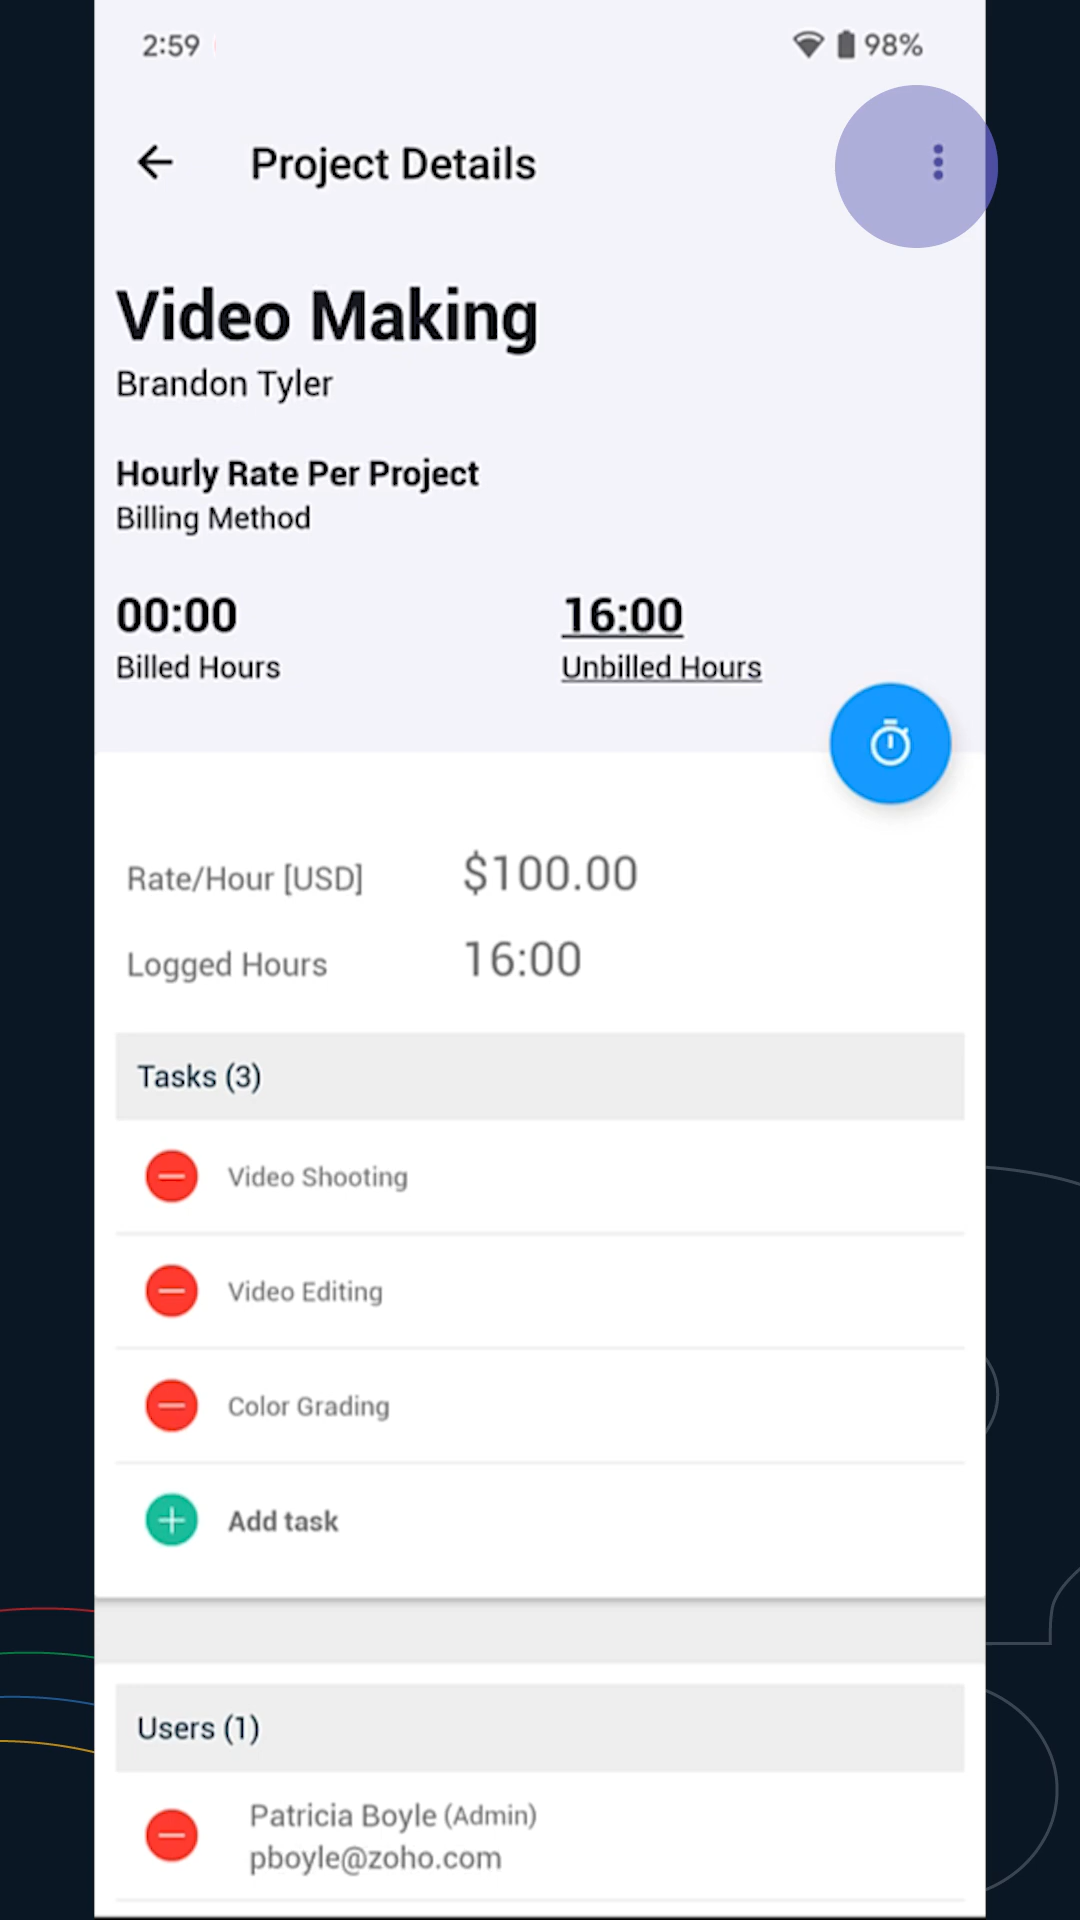 2:59
98%
Project Details
Video Making
Brandon Tyler
Hourly Rate Per Project
Billing Method
00:00
Billed Hours
16:00
Unbilled Hours
Rate/Hour [USD]
$100.00
Logged Hours
16:00
Tasks (3)
Video Shooting
Video Editing
Color Grading
Add task
Users (1)
Patricia Boyle (Admin)
pboyle@zoho.com